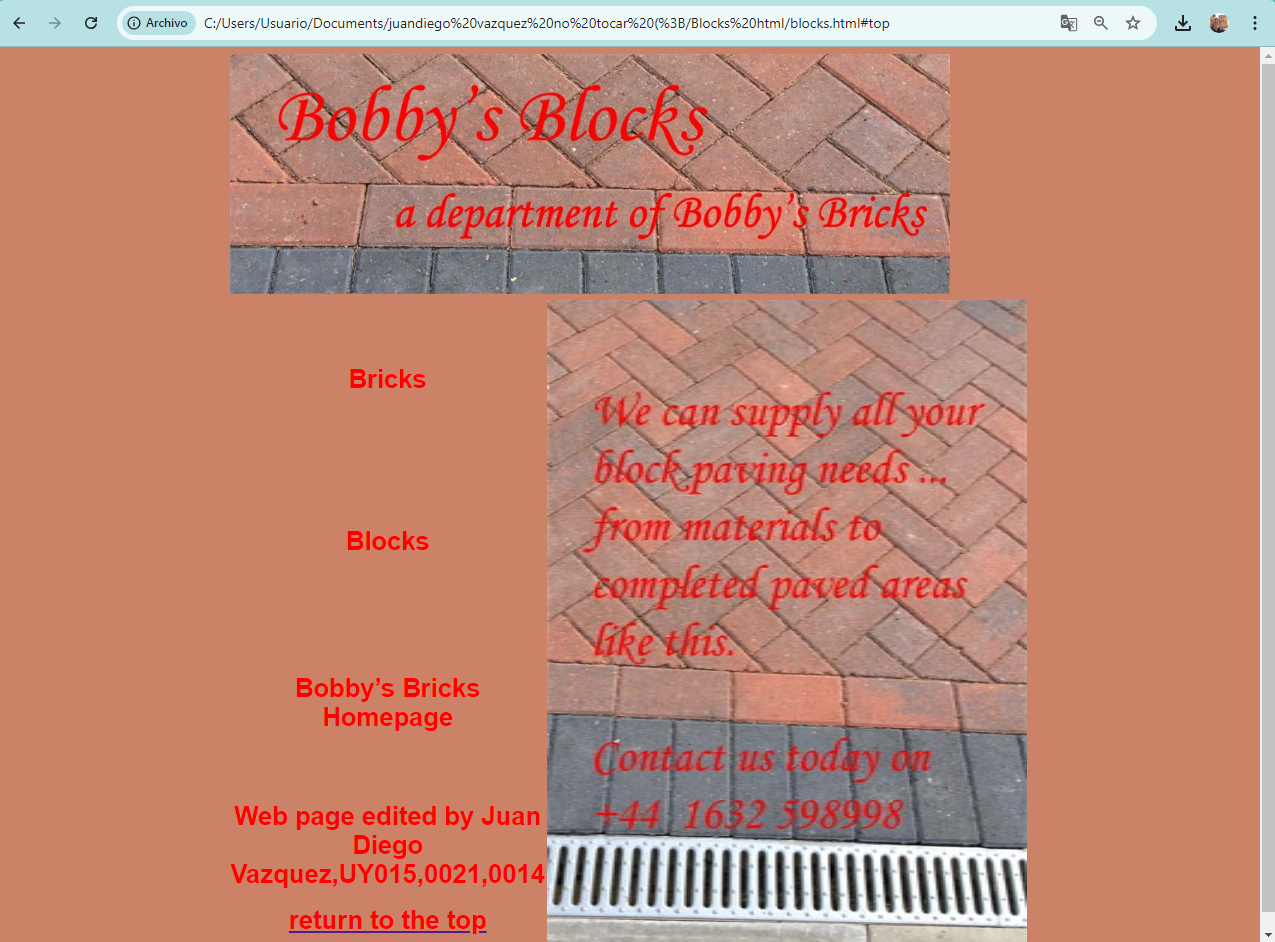 Archivo C:/Users/Usuario/Documents/juandiego%20vazquez%20no%20tocar%20(%3B/Blocks%20html/blocks.html#top
Bobby’s Blocks
a department of Bobby’s Bricks
Bricks
Blocks
Bobby’s Bricks
Homepage
Web page edited by Juan
Diego
Vazquez,UY015,0021,0014
return to the top
We can supply all your
block paving needs ...
from materials to
completed paved areas
like this.
Contact us today on
+44 1632 598998